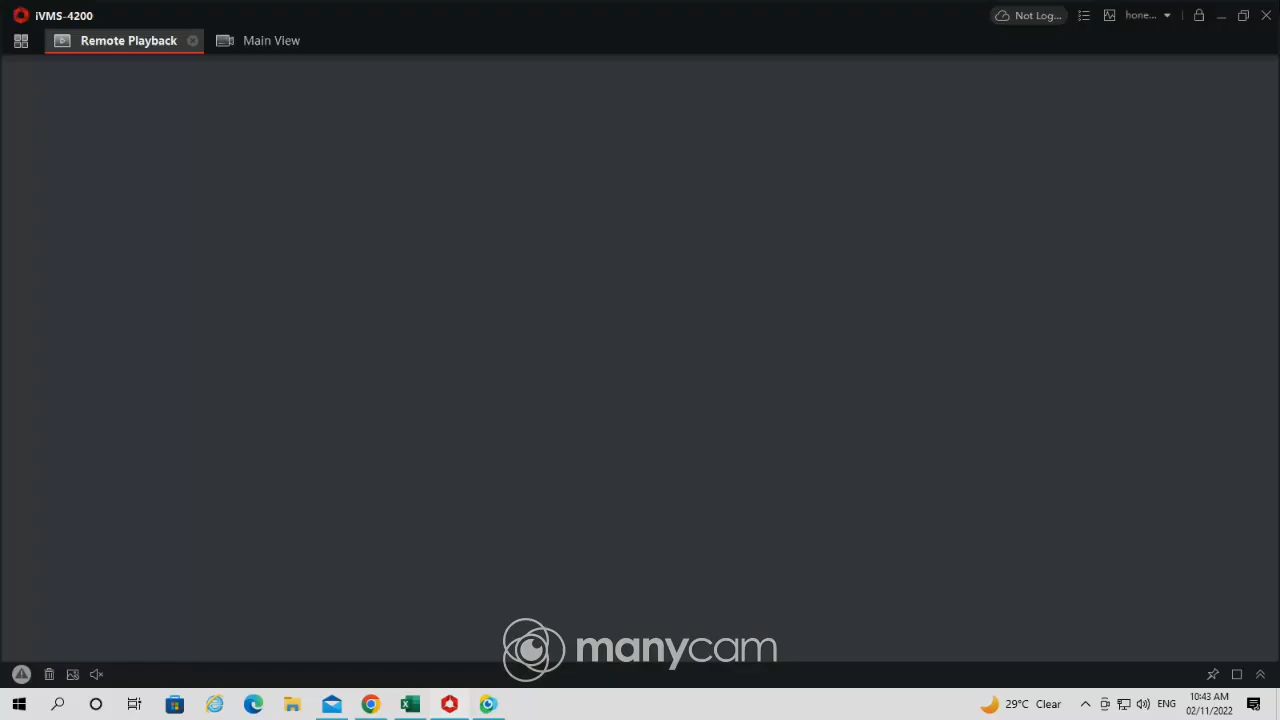 iVMS-4200
Not Log...
hone...
Remote Playback
Main View
manycam
29°C Clear
ENG
10:43 AM
02/11/2022